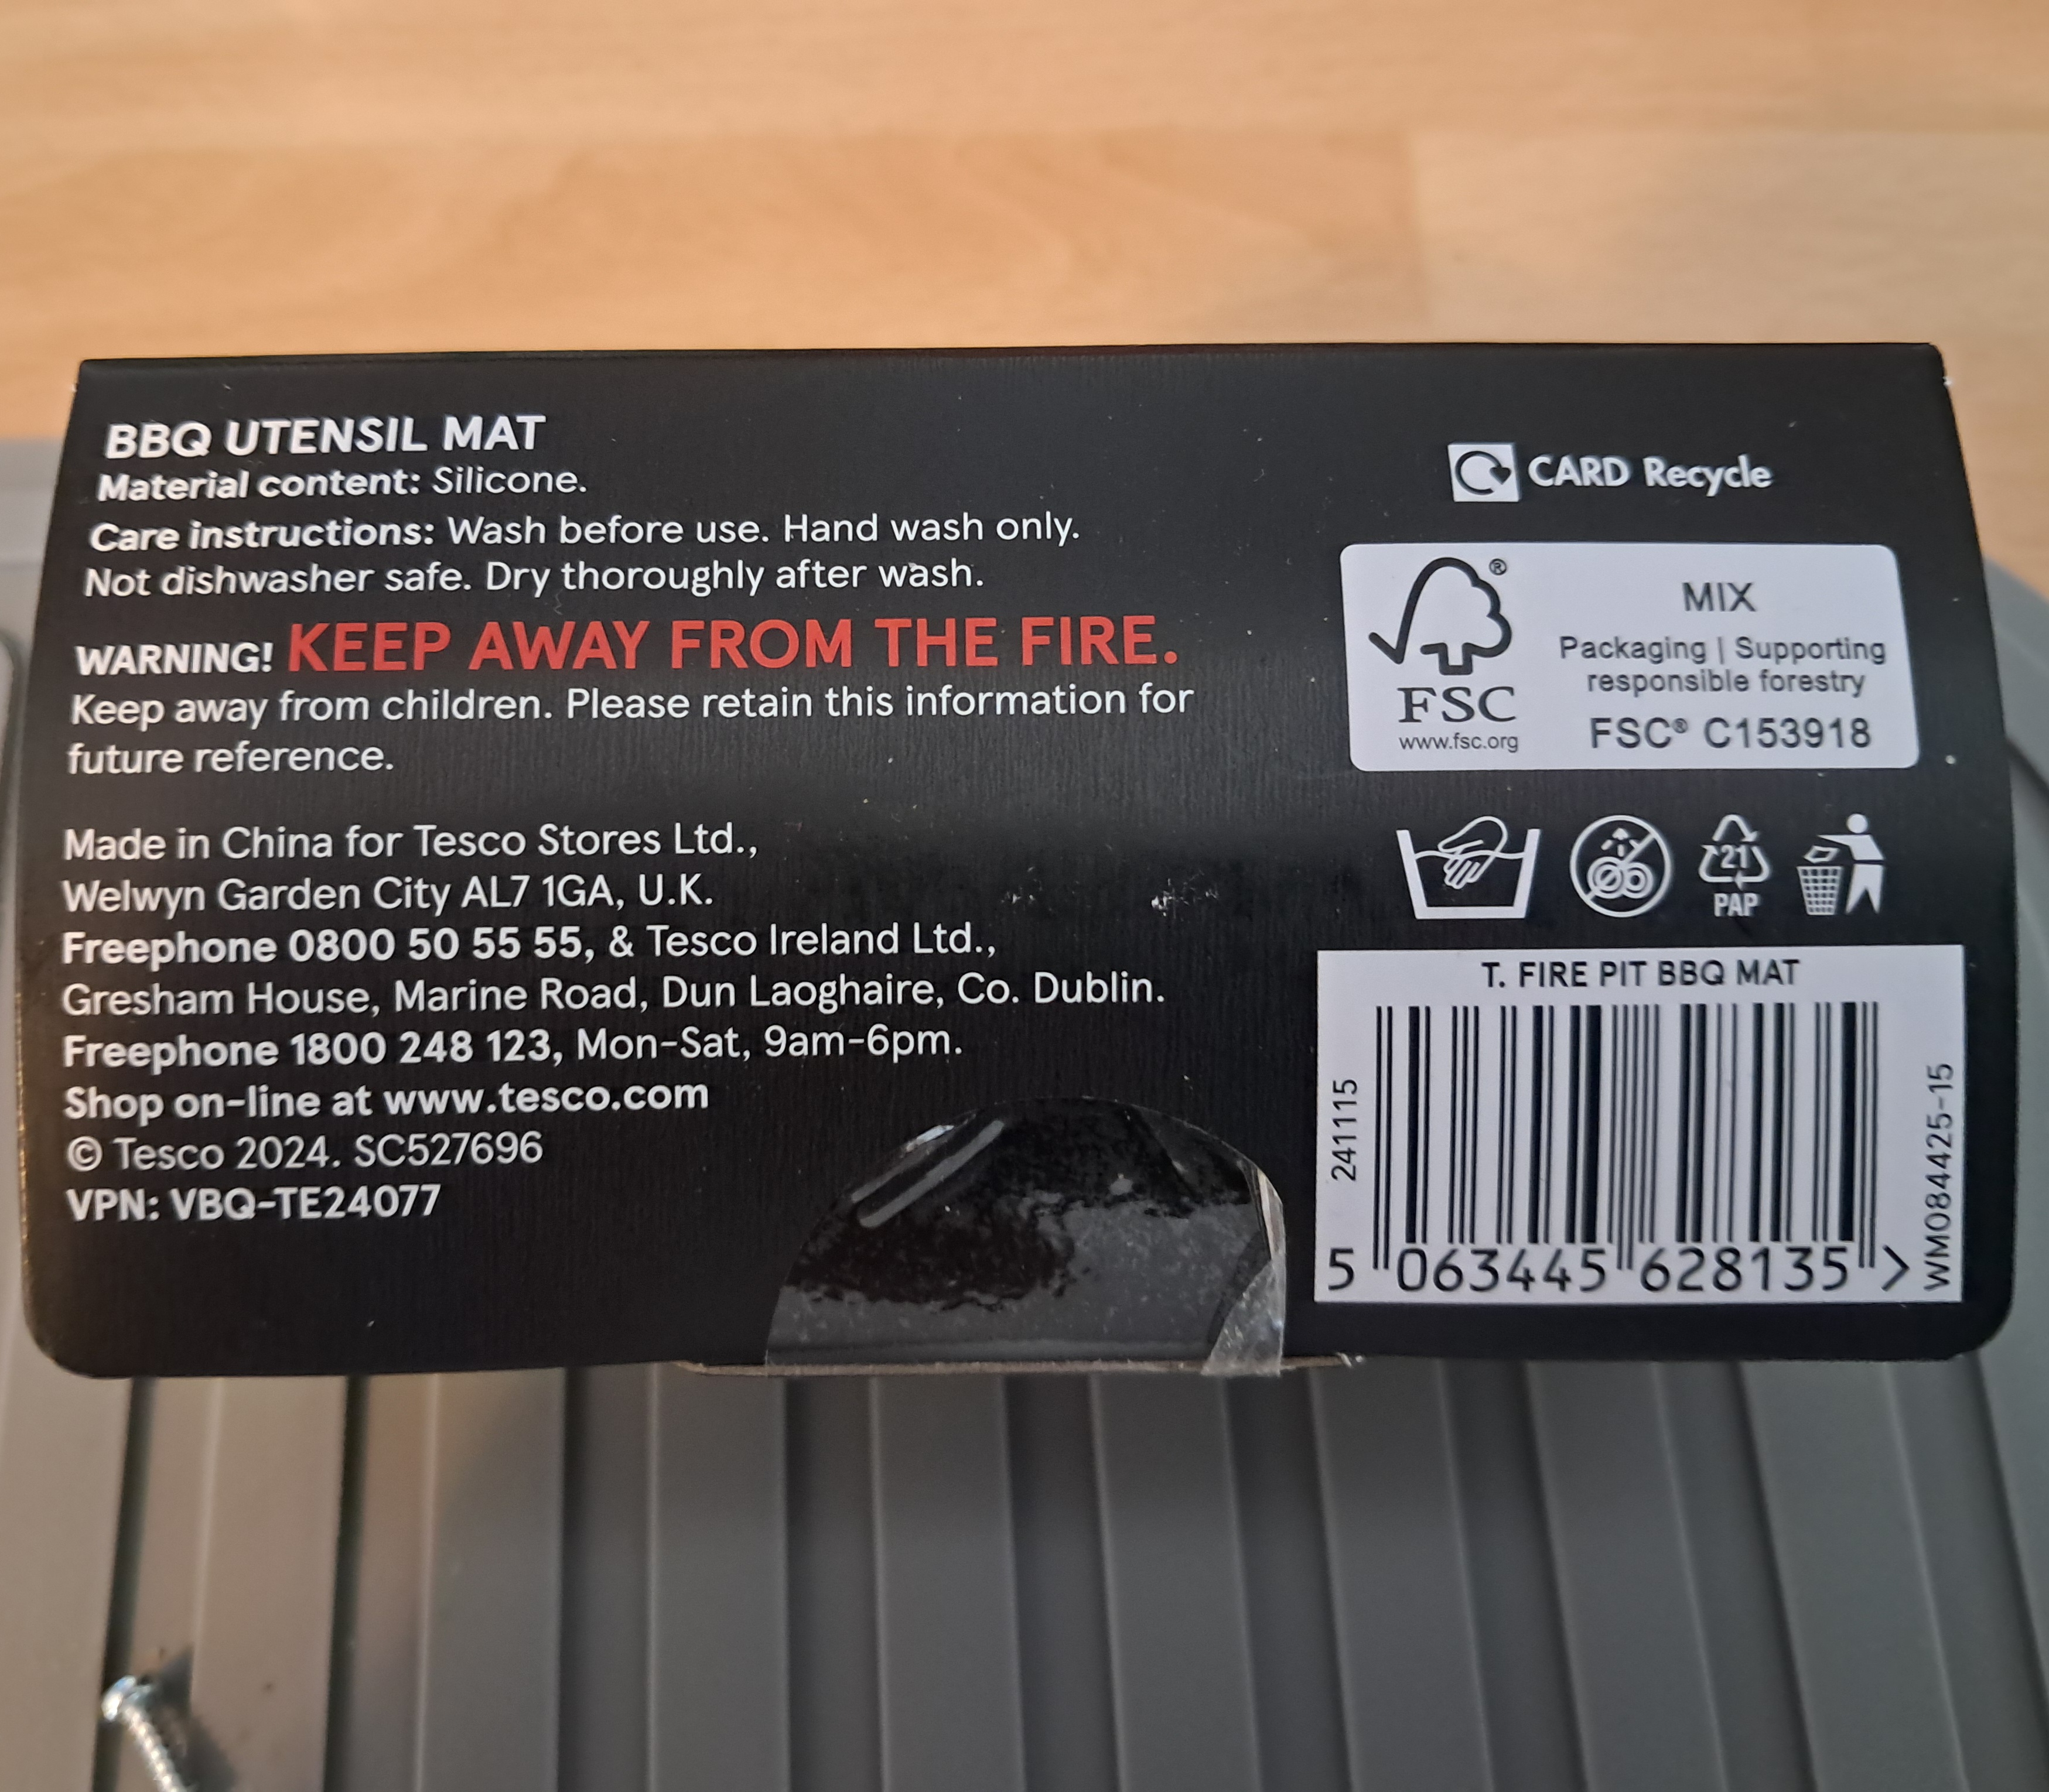 BBQ UTENSIL MAT
Material content: Silicone.
Care instructions: Wash before use. Hand wash only.
Not dishwasher safe. Dry thoroughly after wash.
WARNING! KEEP AWAY FROM THE FIRE.
Keep away from children. Please retain this information for
future reference.
Made in China for Tesco Stores Ltd.,
Welwyn Garden City AL7 1GA, U.K.
Freephone 0800 50 55 55, & Tesco Ireland Ltd.,
Gresham House, Marine Road, Dun Laoghaire, Co. Dublin.
Freephone 1800 248 123, Mon-Sat, 9am-6pm.
Shop on-line at www.tesco.com
© Tesco 2024. SC527696
VPN: VBQ-TE24077
CARD Recycle
®
FSC
www.fsc.org
MIX
Packaging | Supporting
responsible forestry
FSC® C153918
21
PAP
T. FIRE PIT BBQ MAT
241115
5 063445 628135 >
WM084425-15